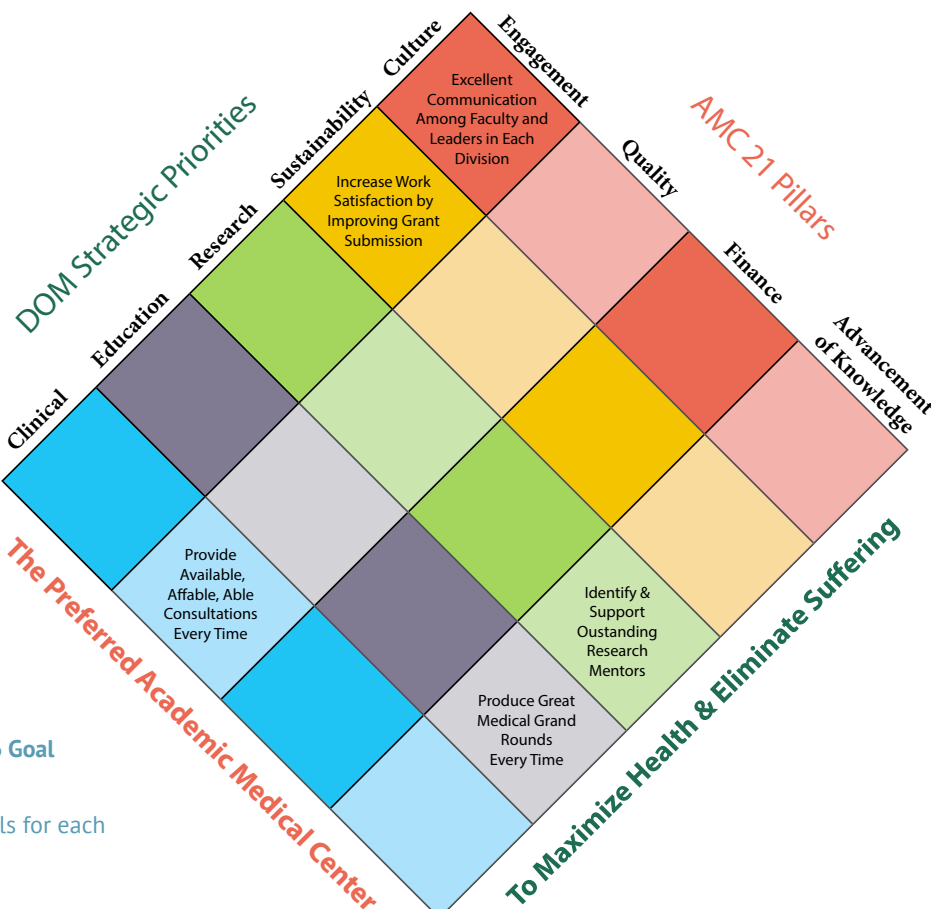 DOM Strategic Priorities
AMC 21 Pillars
Culture
Sustainability
Research
Education
Clinical
Engagement
Quality
Finance
Advancement
of Knowledge
Excellent
Communication
Among Faculty and
Leaders in Each
Division
Increase Work
Satisfaction by
Improving Grant
Submission
Provide
Available,
Affable, Able
Consultations
Every Time
Identify &
Support
Oustanding
Research
Mentors
Produce Great
Medical Grand
Rounds
Every Time
The Preferred Academic Medical Center
To Maximize Health & Eliminate Suffering
Goal
ls for each